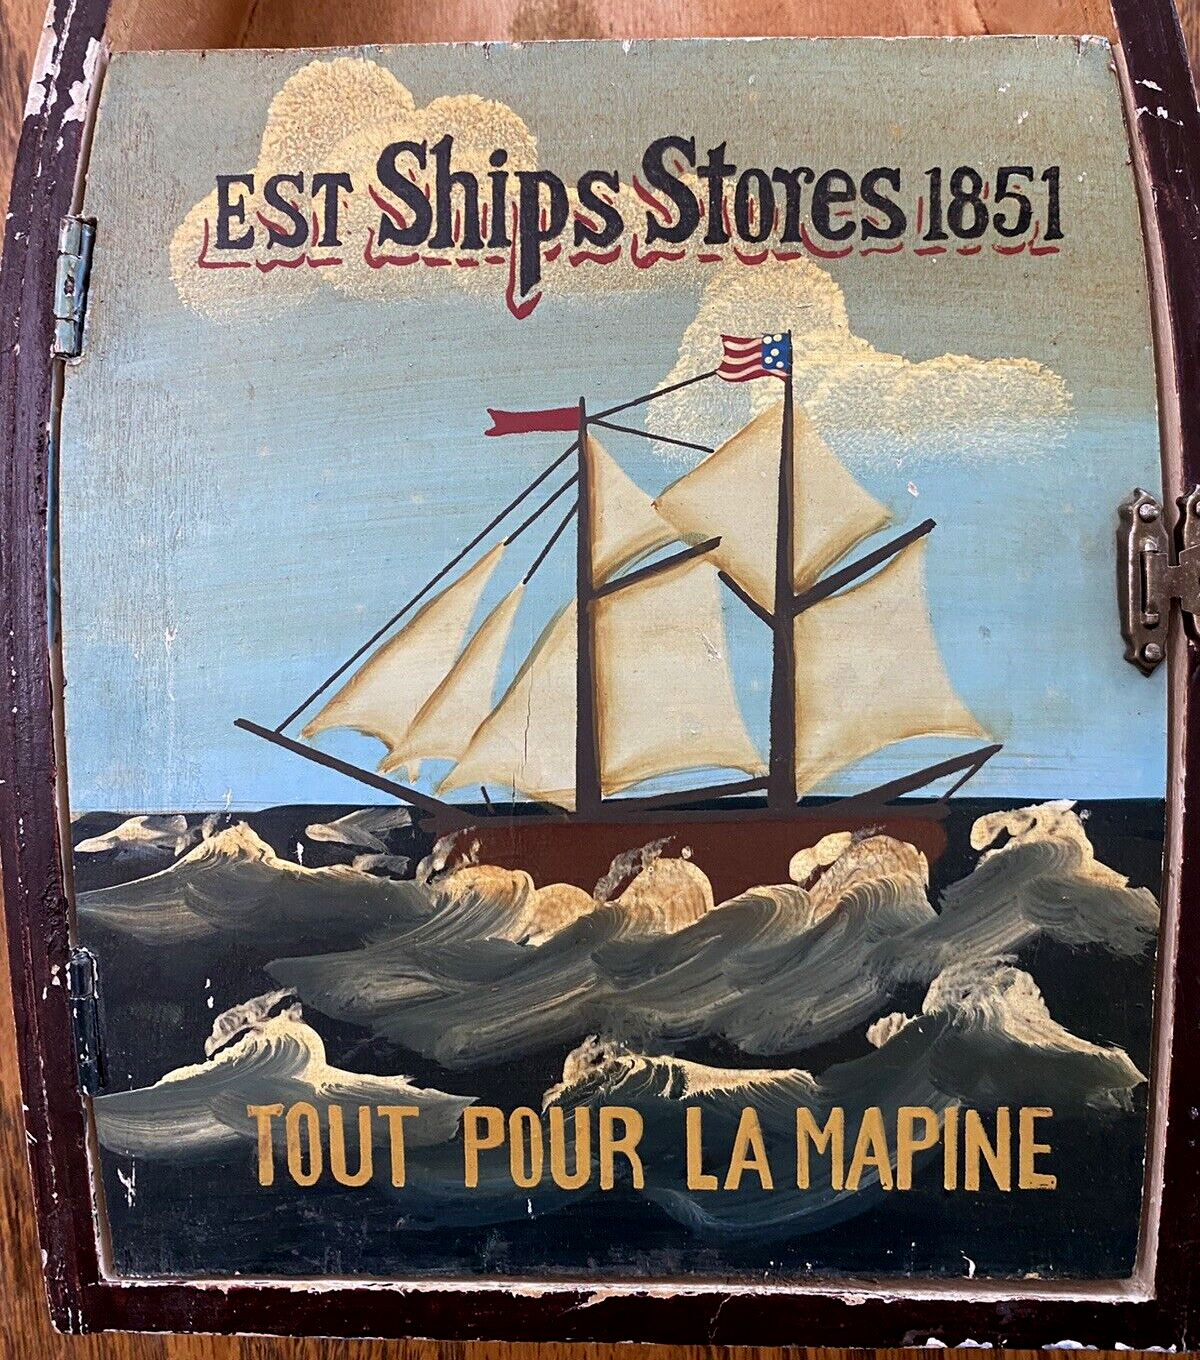 EST Ships Stores 1851
TOUT POUR LA MAPINE